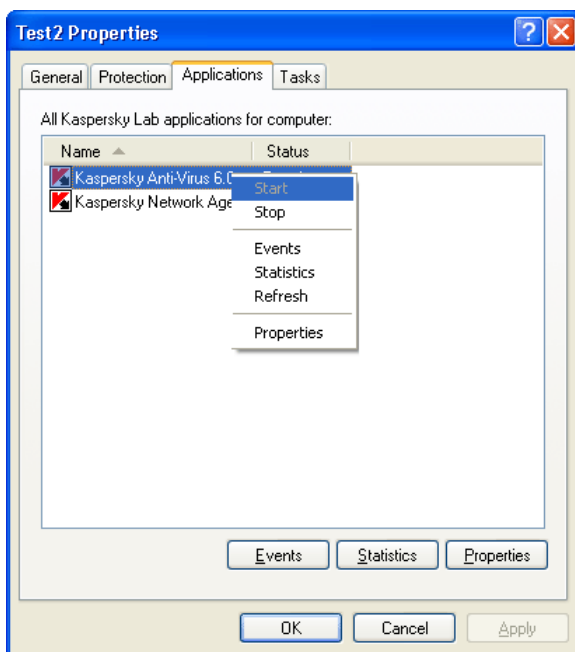 Test2 Properties
General Protection Applications Tasks
All Kaspersky Lab applications for computer:
Name Status
Kaspersky Anti-Virus 6.0
Kaspersky Network Age
Start
Stop
Events
Statistics
Refresh
Properties
Events Statistics Properties
OK Cancel Apply